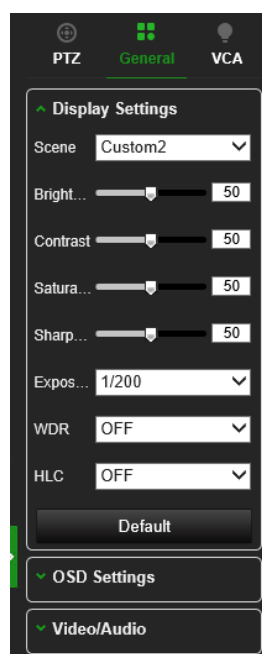 PTZ General VCA
Display Settings
Scene Custom2
Bright... 50
Contrast 50
Satura... 50
Sharp... 50
Expos... 1/200
WDR OFF
HLC OFF
Default
OSD Settings
Video/Audio